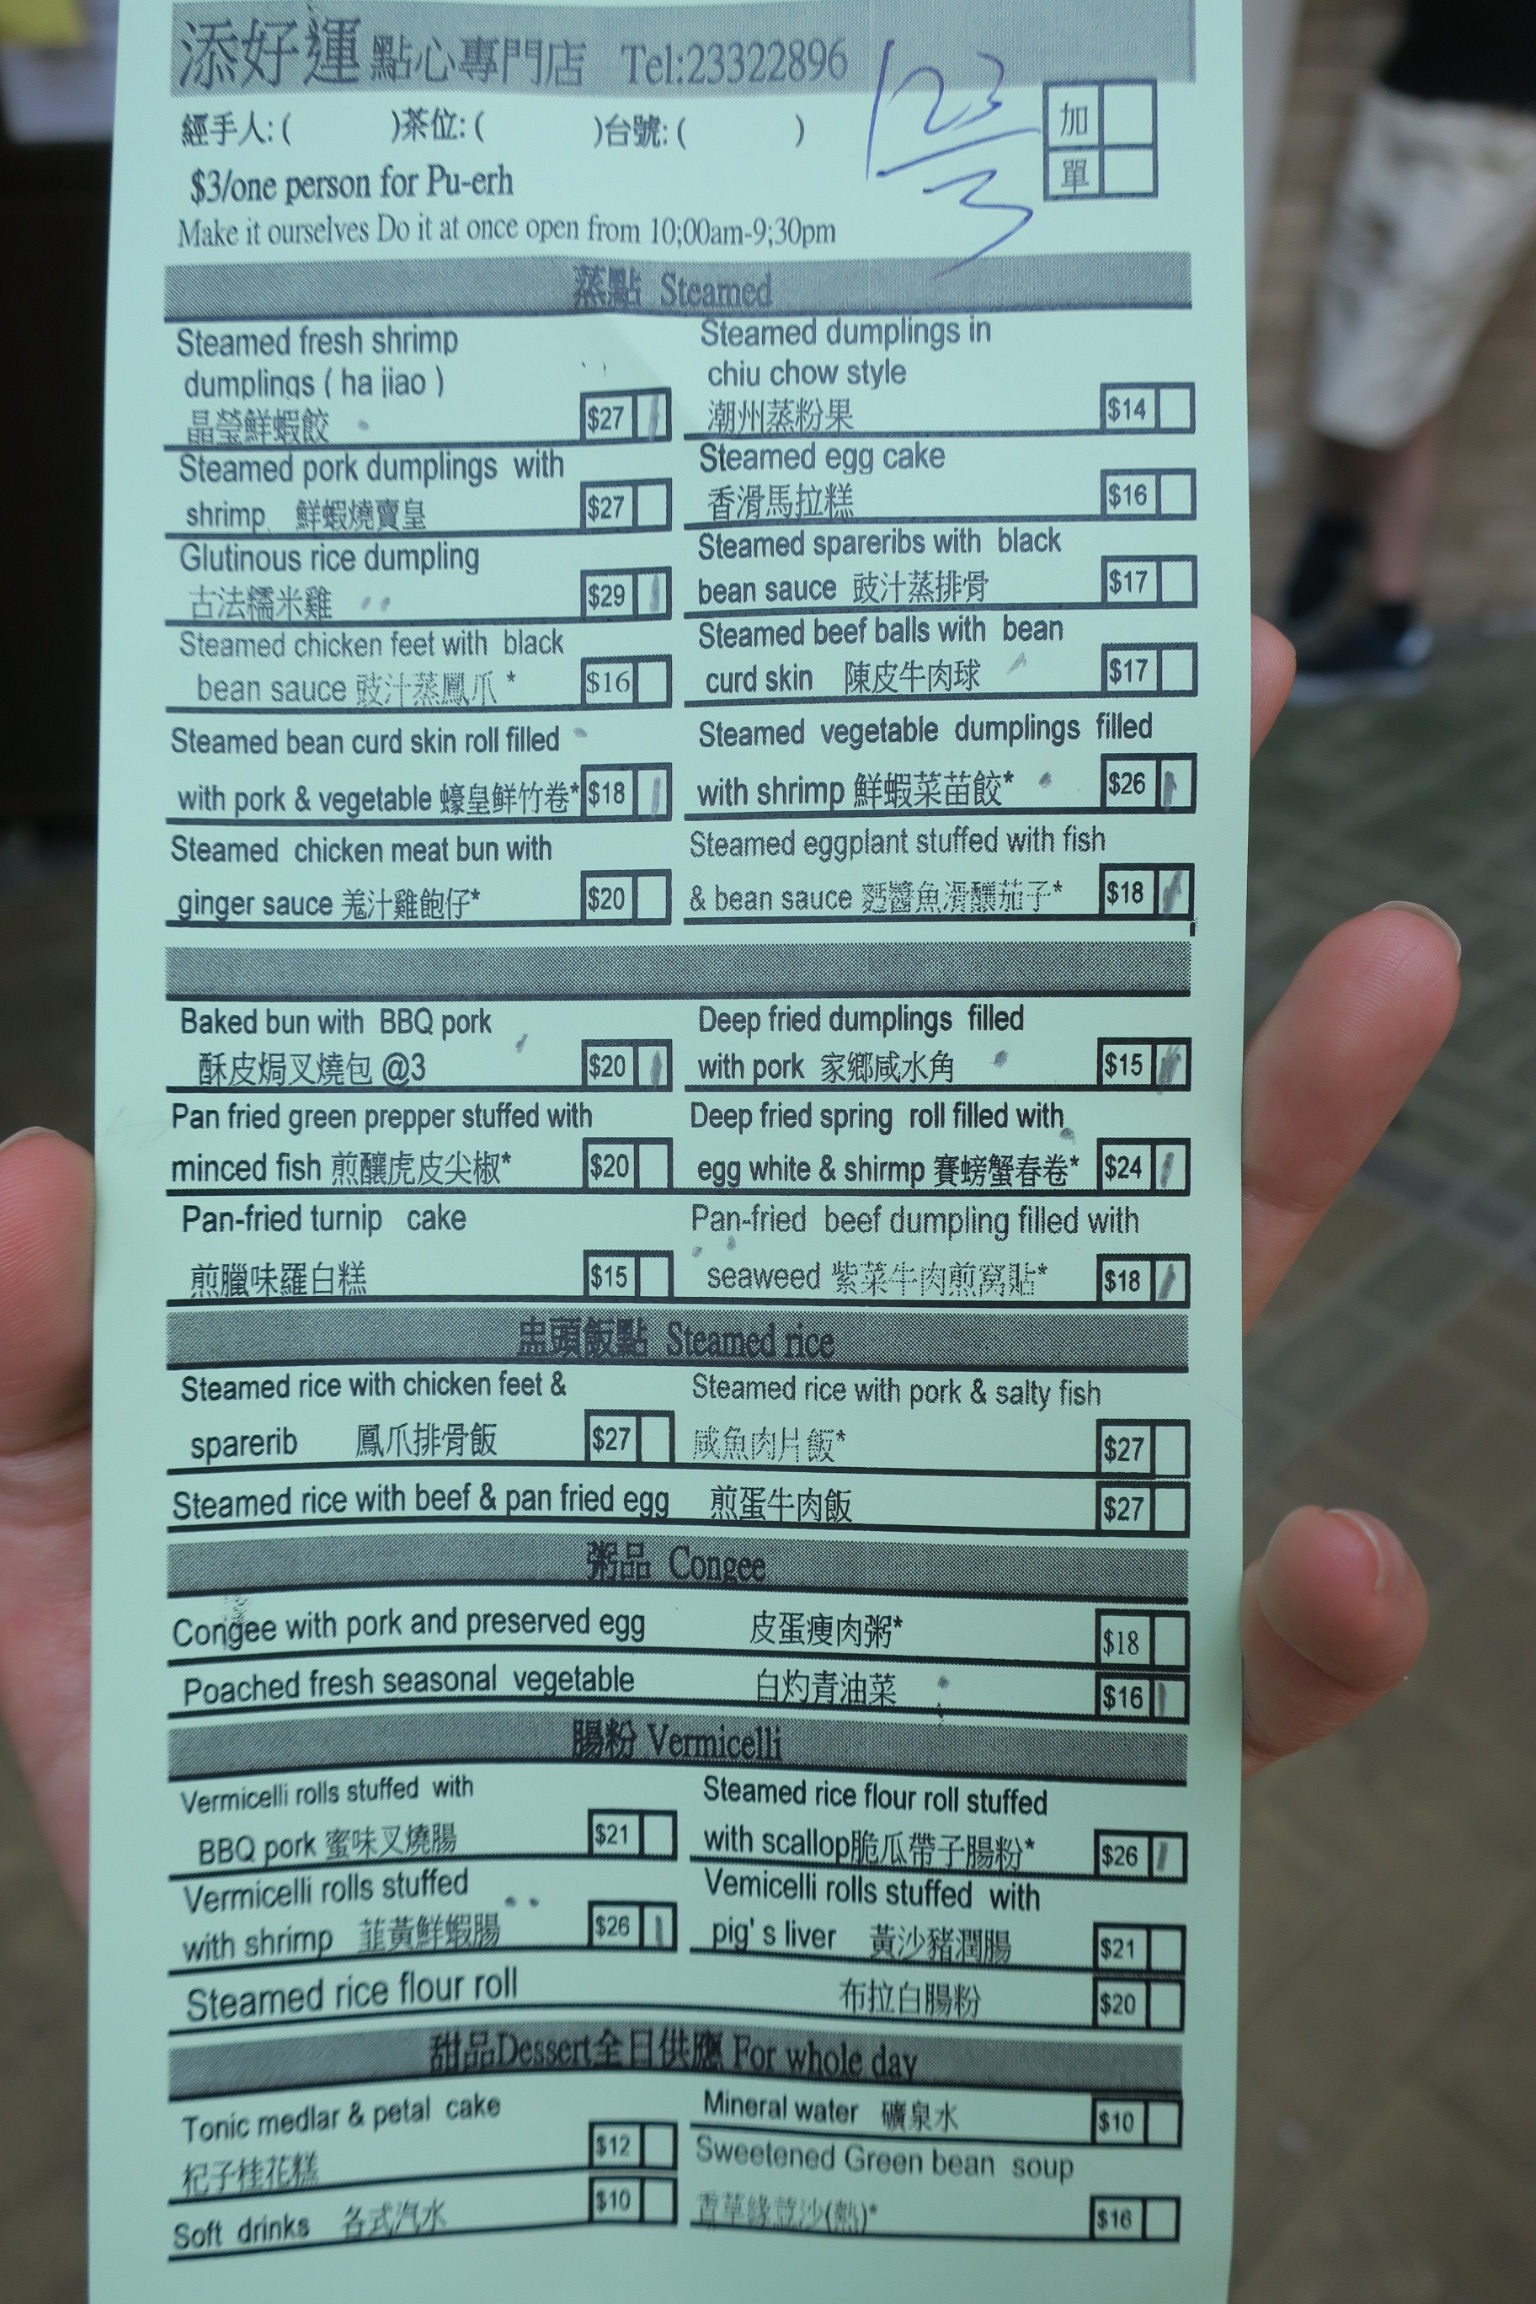 添好運 點心專門店 Tel:23322896
123
3
經手人:( )茶位:( )台號:( )
加
單
$3/one person for Pu-erh
Make it ourselves Do it at once open from 10;00am-9;30pm
蒸點 Steamed
Steamed fresh shrimp
dumplings ( ha jiao )
晶瑩鮮蝦餃 $27
Steamed dumplings in
chiu chow style
潮州蒸粉果 $14
Steamed pork dumplings with
shrimp 鮮蝦燒賣皇 $27
Steamed egg cake
香滑馬拉糕 $16
Glutinous rice dumpling
古法糯米雞 $29
Steamed spareribs with black
bean sauce 豉汁蒸排骨 $17
Steamed chicken feet with black
bean sauce 豉汁蒸鳳爪 * $16
Steamed beef balls with bean
curd skin 陳皮牛肉球 $17
Steamed bean curd skin roll filled
with pork & vegetable 蠔皇鮮竹卷* $18
Steamed vegetable dumplings filled
with shrimp 鮮蝦菜苗餃* $26
Steamed chicken meat bun with
ginger sauce 羗汁雞飽仔* $20
Steamed eggplant stuffed with fish
& bean sauce 麫醬魚滑釀茄子* $18
Baked bun with BBQ pork
酥皮焗叉燒包 @3 $20
Deep fried dumplings filled
with pork 家鄉咸水角 $15
Pan fried green prepper stuffed with
minced fish 煎釀虎皮尖椒* $20
Deep fried spring roll filled with
egg white & shirmp 賽螃蟹春卷* $24
Pan-fried turnip cake
煎臘味羅白糕 $15
Pan-fried beef dumpling filled with
seaweed 紫菜牛肉煎窩貼* $18
盅頭飯點 Steamed rice
Steamed rice with chicken feet &
sparerib 鳳爪排骨飯 $27
Steamed rice with pork & salty fish
咸魚肉片飯* $27
Steamed rice with beef & pan fried egg 煎蛋牛肉飯 $27
粥品 Congee
Congee with pork and preserved egg 皮蛋瘦肉粥* $18
Poached fresh seasonal vegetable 白灼青油菜 $16
腸粉 Vermicelli
Vermicelli rolls stuffed with
BBQ pork 蜜味叉燒腸 $21
Steamed rice flour roll stuffed
with scallop脆瓜帶子腸粉* $26
Vermicelli rolls stuffed
with shrimp 韮黃鮮蝦腸 $26
Vemicelli rolls stuffed with
pig' s liver 黃沙豬潤腸 $21
Steamed rice flour roll 布拉白腸粉 $20
甜品Dessert全日供應 For whole day
Tonic medlar & petal cake
杞子桂花糕 $12
Mineral water 礦泉水 $10
Soft drinks 各式汽水 $10
Sweetened Green bean soup
香草綠荳沙(熱)* $16